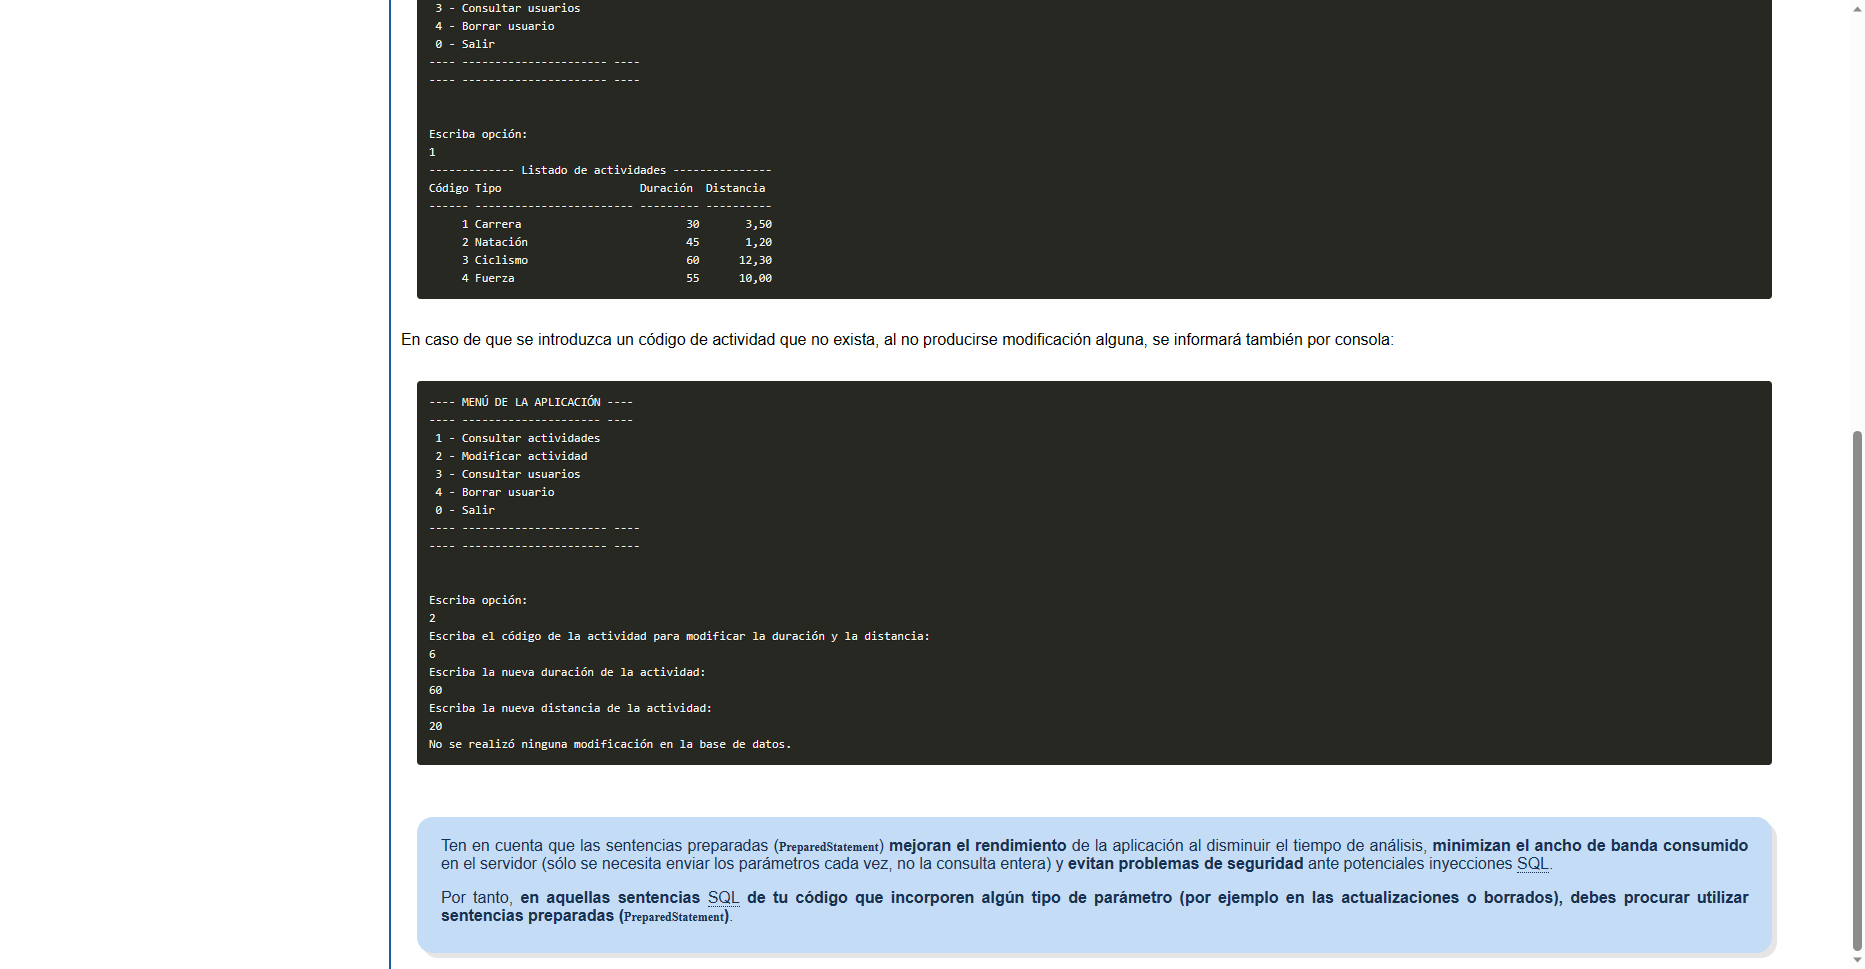 3 - Consultar usuarios
4 - Borrar usuario
0 - Salir
---- ---------------------- ----
---- ---------------------- ----
Escriba opción:
1
------------- Listado de actividades ---------------
Código Tipo                     Duración  Distancia
------ ------------------------ --------- ----------
     1 Carrera                         30       3,50
     2 Natación                        45       1,20
     3 Ciclismo                        60      12,30
     4 Fuerza                          55      10,00
En caso de que se introduzca un código de actividad que no exista, al no producirse modificación alguna, se informará también por consola:
---- MENÚ DE LA APLICACIÓN ----
---- --------------------- ----
1 - Consultar actividades
2 - Modificar actividad
3 - Consultar usuarios
4 - Borrar usuario
0 - Salir
---- ---------------------- ----
---- ---------------------- ----
Escriba opción:
2
Escriba el código de la actividad para modificar la duración y la distancia:
6
Escriba la nueva duración de la actividad:
60
Escriba la nueva distancia de la actividad:
20
No se realizó ninguna modificación en la base de datos.
Ten en cuenta que las sentencias preparadas (PreparedStatement) mejoran el rendimiento de la aplicación al disminuir el tiempo de análisis, minimizan el ancho de banda consumido
en el servidor (sólo se necesita enviar los parámetros cada vez, no la consulta entera) y evitan problemas de seguridad ante potenciales inyecciones SQL.
Por tanto, en aquellas sentencias SQL de tu código que incorporen algún tipo de parámetro (por ejemplo en las actualizaciones o borrados), debes procurar utilizar
sentencias preparadas (PreparedStatement).